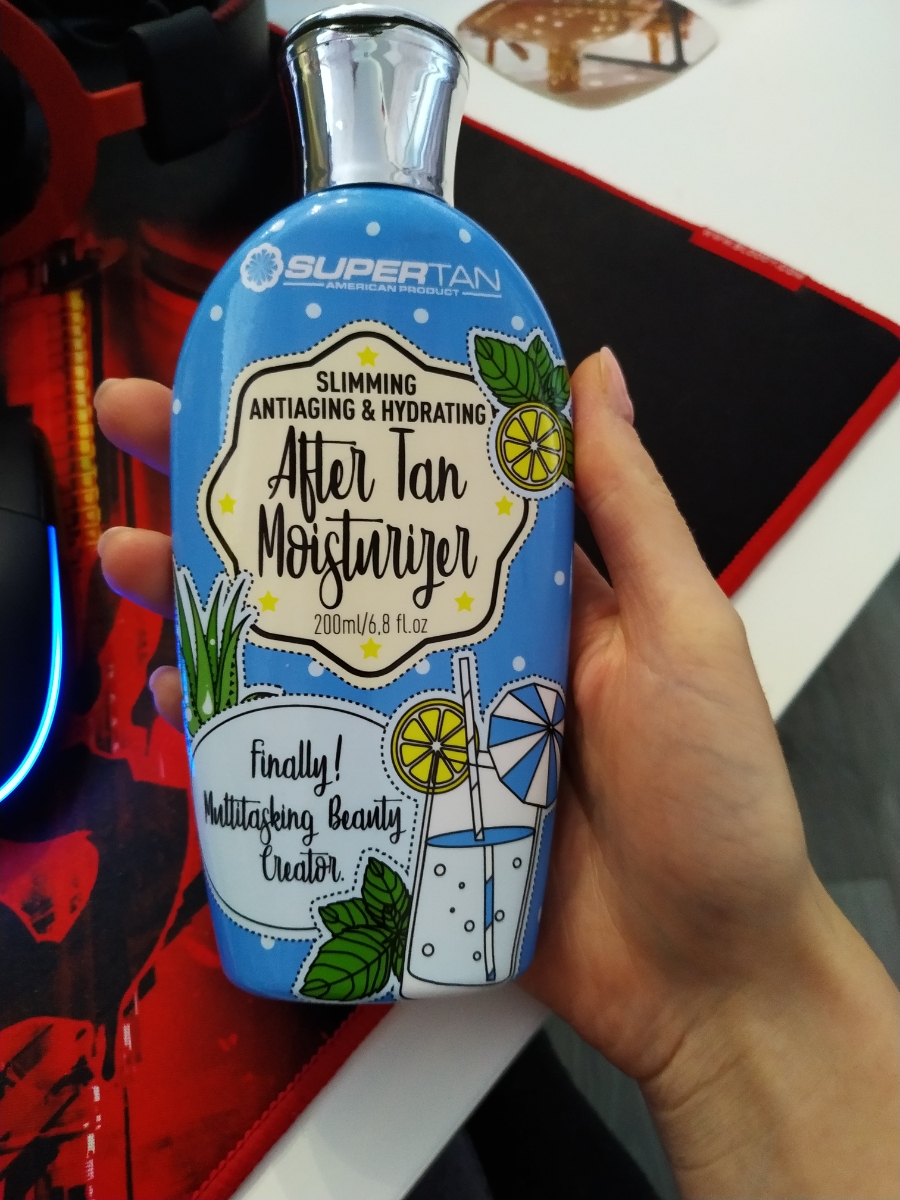 SUPERTAN
AMERICAN PRODUCT
SLIMMING
ANTIAGING & HYDRATING
After Tan
Moisturizer
200ml/6,8 fl.oz
Finally!
Multitasking Beauty
Creator.